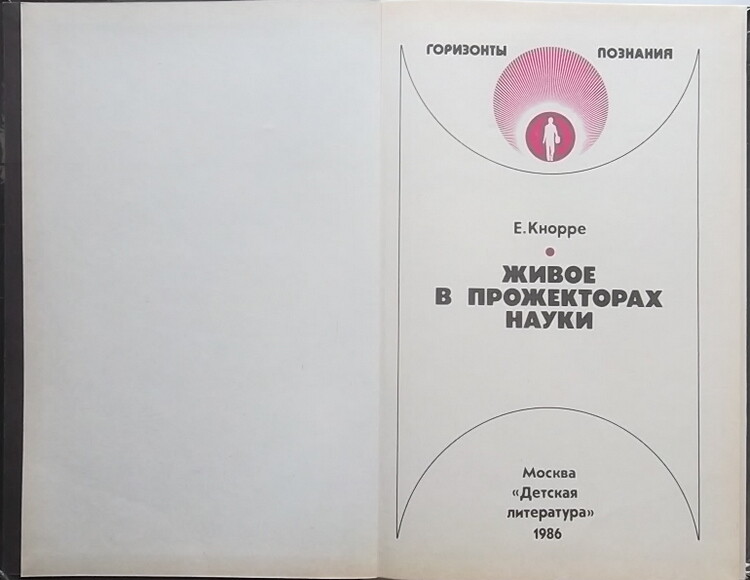 ГОРИЗОНТЫ ПОЗНАНИЯ
Е.Кнорре
ЖИВОЕ
В ПРОЖЕКТОРАХ
НАУКИ
Москва
«Детская
литература»
1986